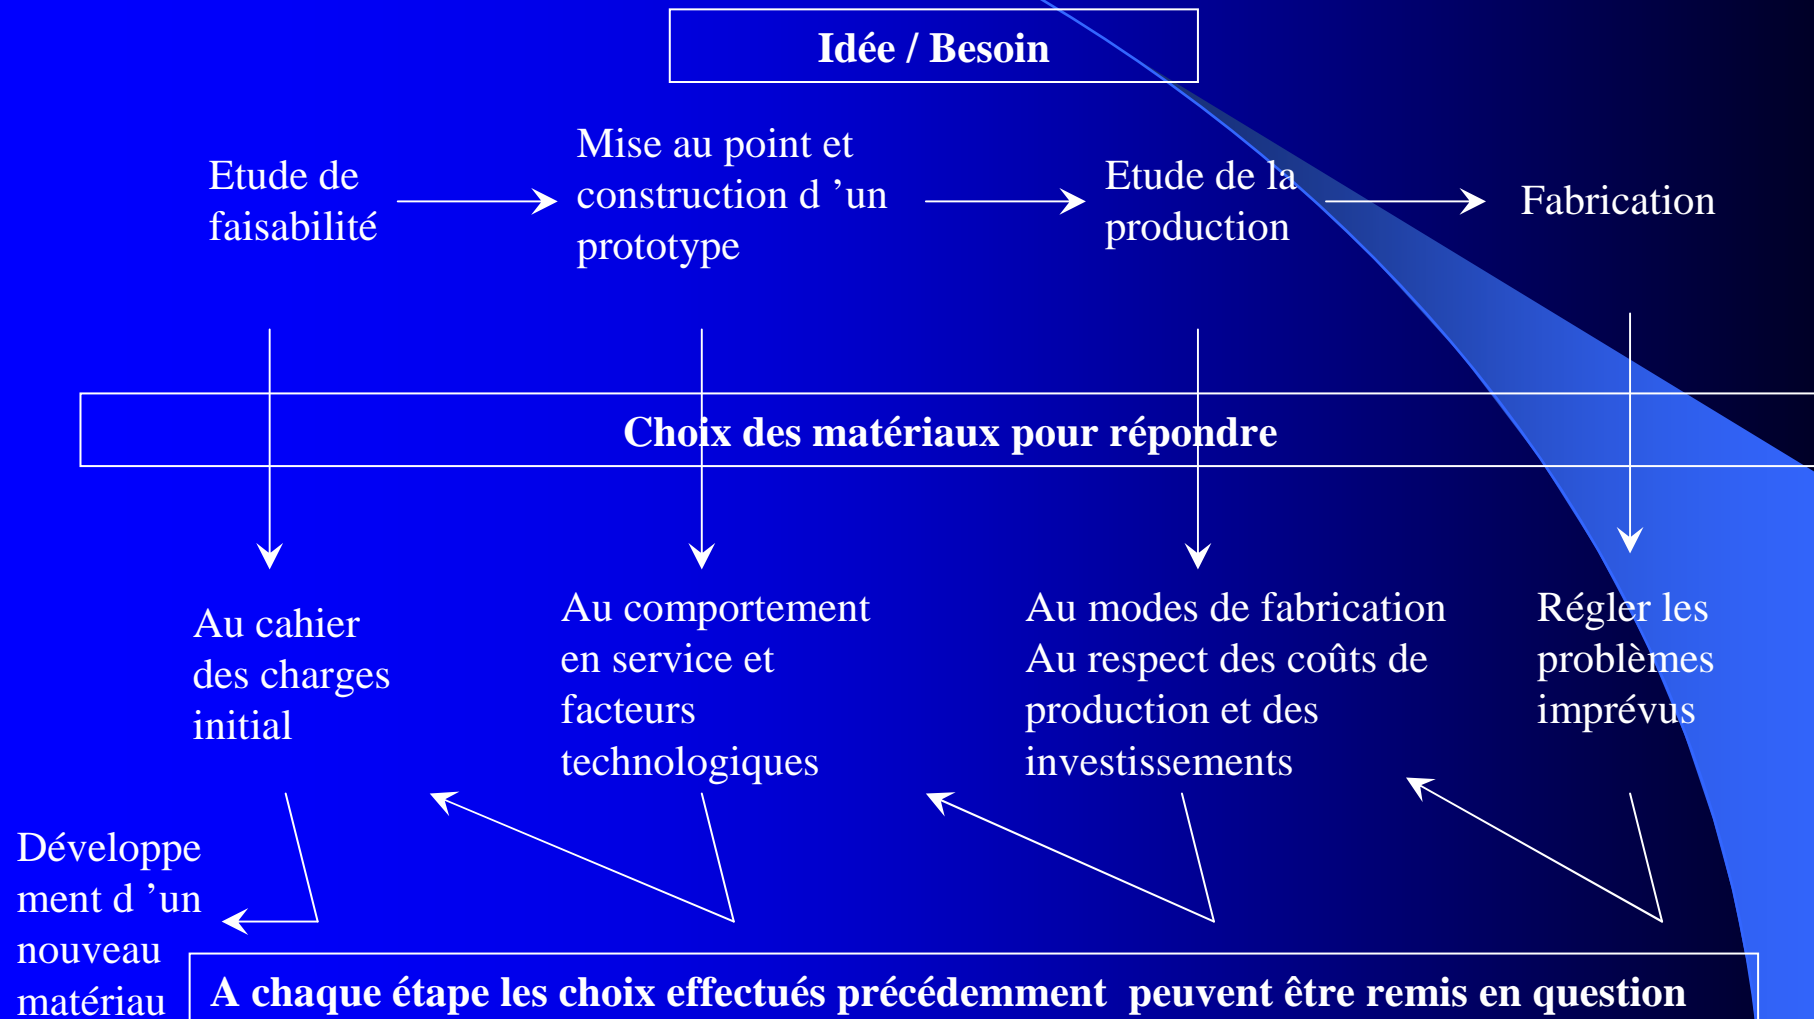 Idée / Besoin
Etude de
faisabilité
Mise au point et
construction d ’un
prototype
Etude de la
production
Fabrication
Choix des matériaux pour répondre
Au cahier
des charges
initial
Au comportement
en service et
facteurs
technologiques
Au modes de fabrication
Au respect des coûts de
production et des
investissements
Régler les
problèmes
imprévus
Développe
ment d ’un
nouveau
matériau
A chaque étape les choix effectués précédemment  peuvent être remis en question